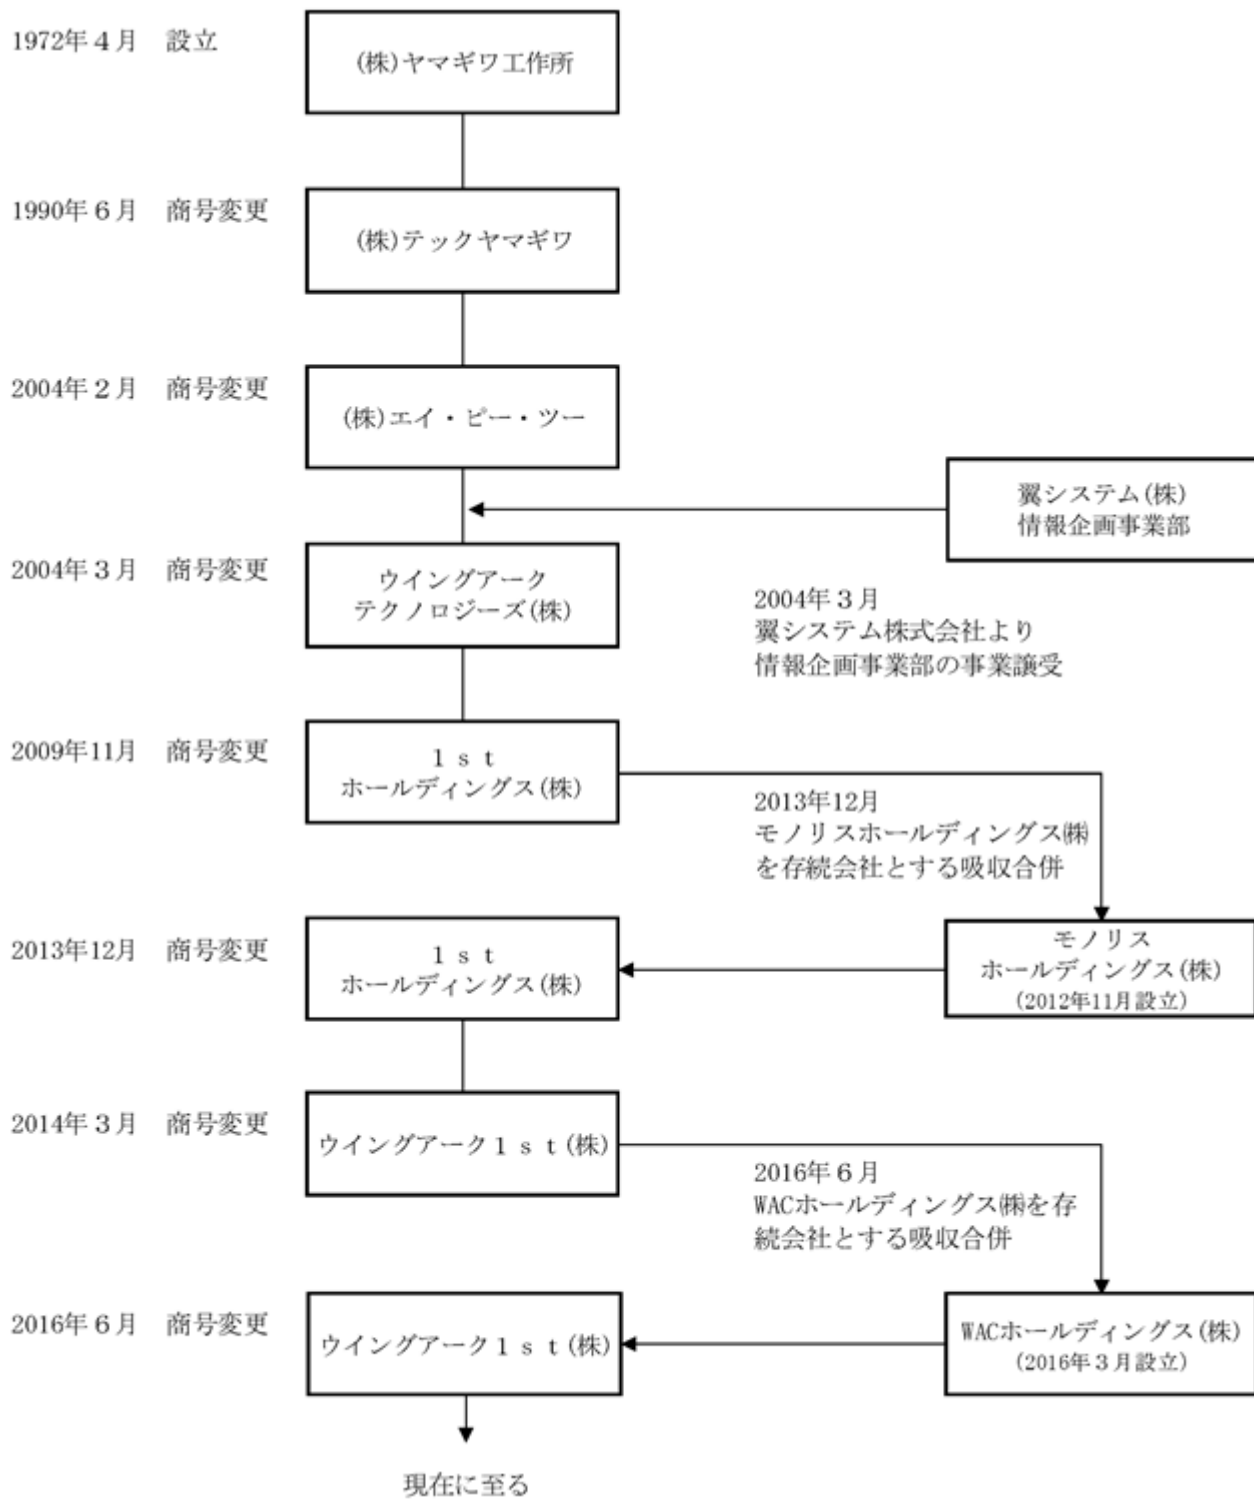 1972年４月　設立
(株)ヤマギワ工作所
1990年６月　商号変更
(株)テックヤマギワ
2004年２月　商号変更
(株)エイ・ピー・ツー
翼システム(株)
情報企画事業部
2004年３月　商号変更
ウイングアーク
テクノロジーズ(株)
2004年３月
翼システム株式会社より
情報企画事業部の事業譲受
2009年11月　商号変更
１ｓｔ
ホールディングス(株)
2013年12月
モノリスホールディングス㈱
を存続会社とする吸収合併
2013年12月　商号変更
１ｓｔ
ホールディングス(株)
モノリス
ホールディングス(株)
(2012年11月設立)
2014年３月　商号変更
ウイングアーク１ｓｔ(株)
2016年６月
WACホールディングス㈱を存
続会社とする吸収合併
2016年６月　商号変更
ウイングアーク１ｓｔ(株)
WACホールディングス(株)
(2016年３月設立)
現在に至る